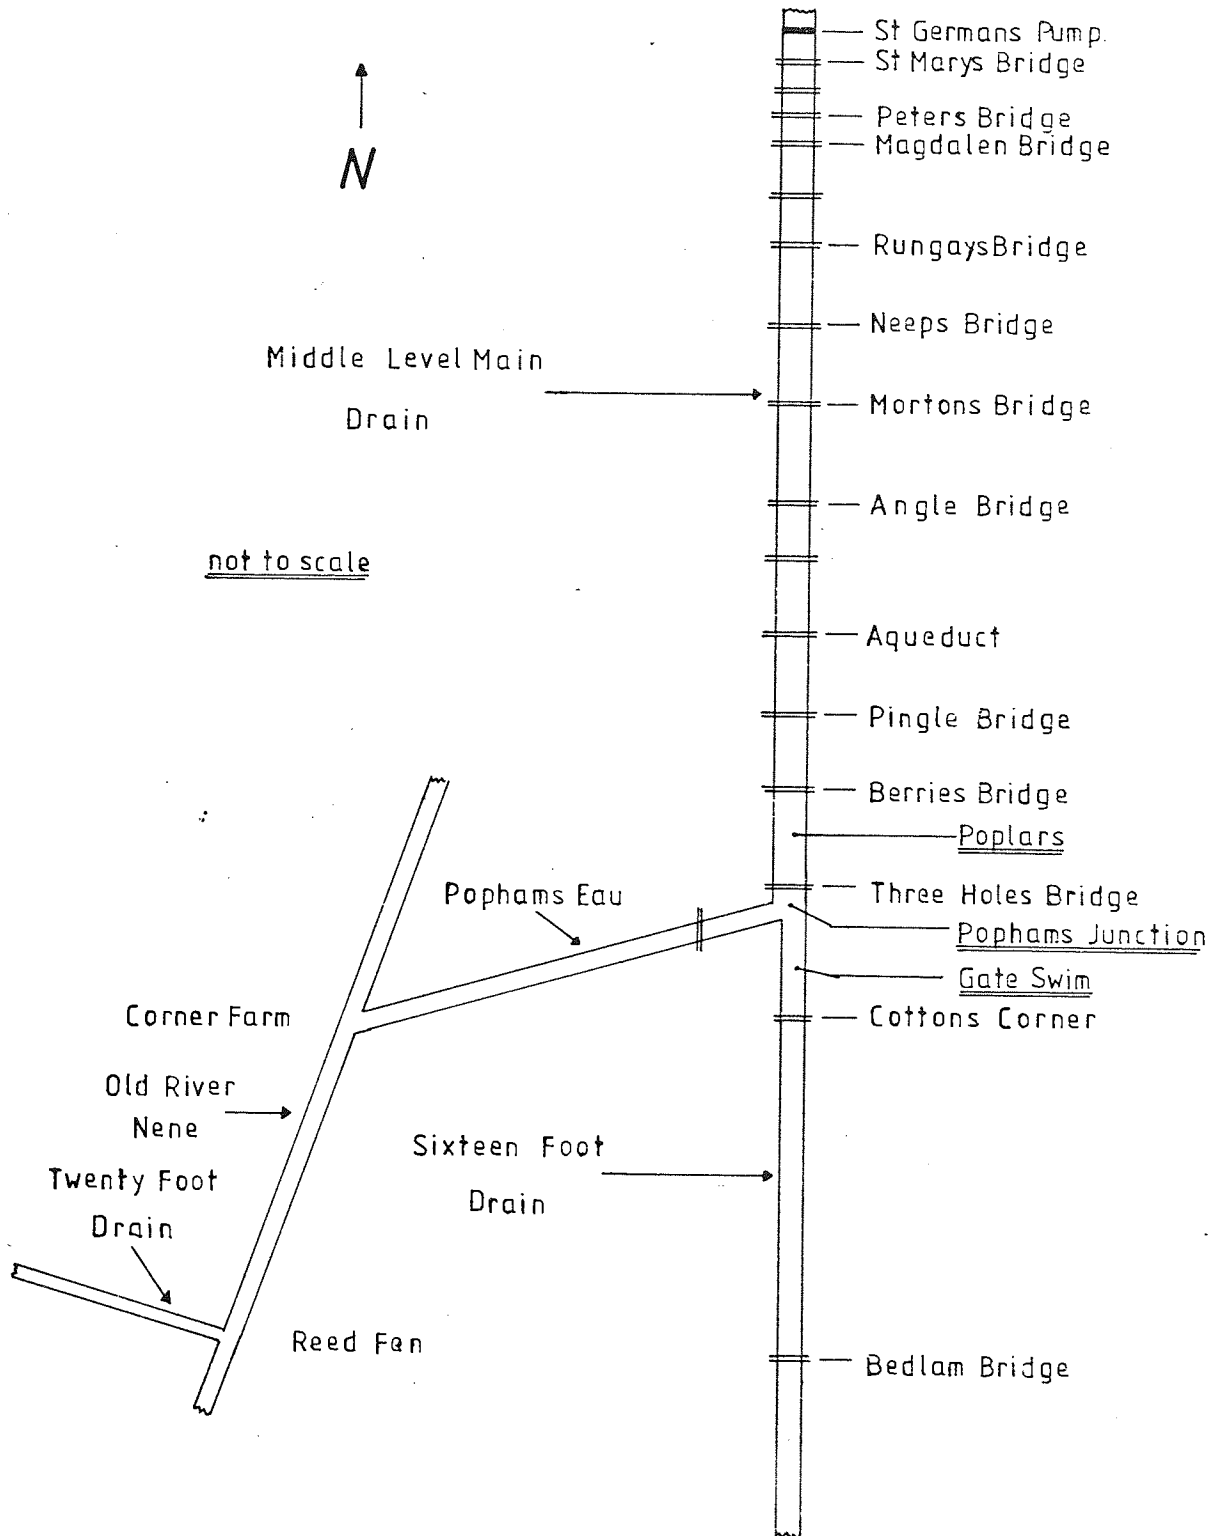 St Germans Pump.
St Marys Bridge
Peters Bridge
Magdalen Bridge
N
Rungays Bridge
Neeps Bridge
Middle Level Main
Drain
Mortons Bridge
Angle Bridge
not to scale
Aqueduct
Pingle Bridge
Berries Bridge
Poplars
Pophams Eau
Three Holes Bridge
Pophams Junction
Gate Swim
Corner Farm
Cottons Corner
Old River
Nene
Sixteen Foot
Drain
Twenty Foot
Drain
Reed Fen
Bedlam Bridge